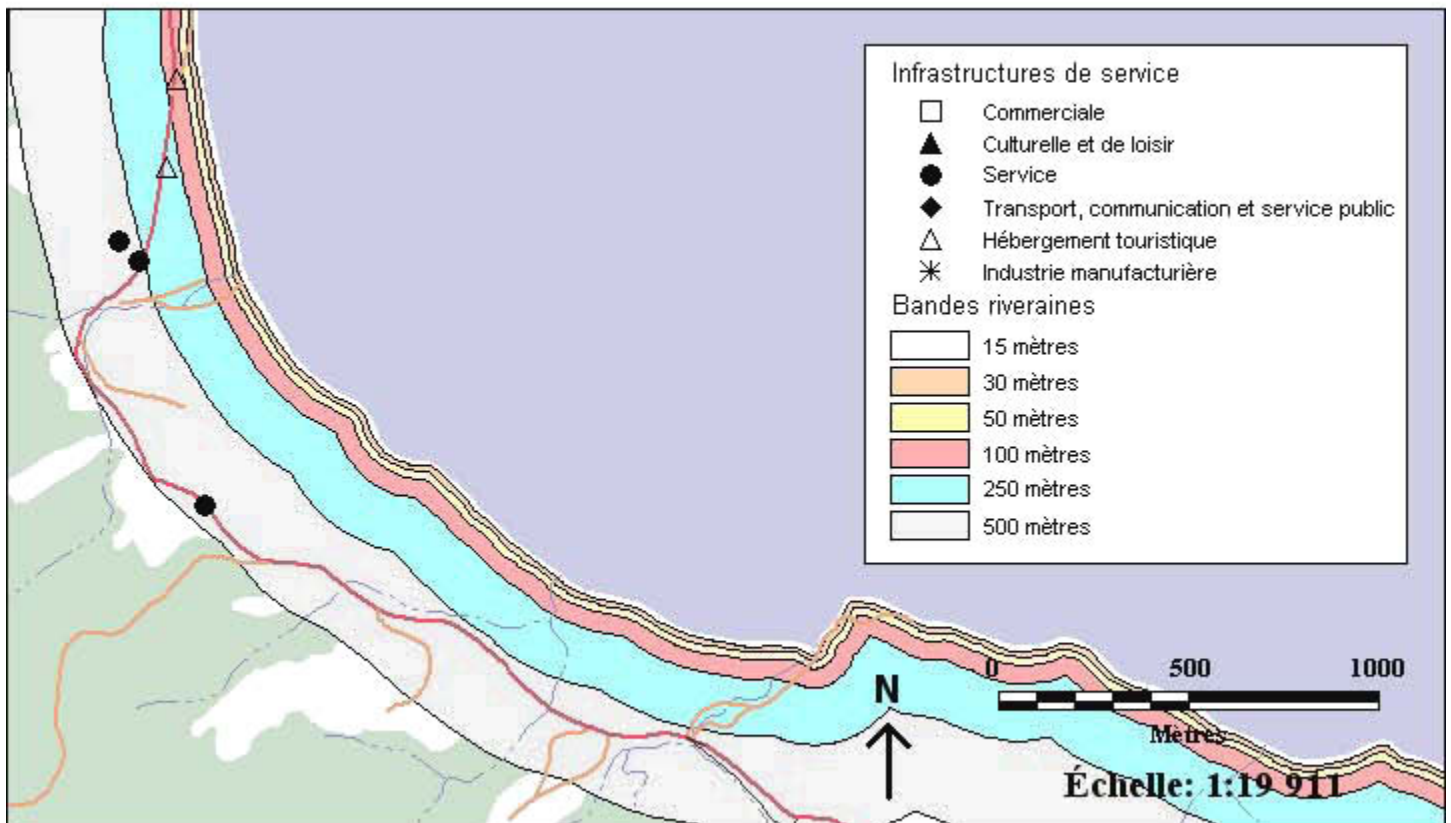 Infrastructures de service
Commerciale
Culturelle et de loisir
Service
Transport, communication et service public
Hébergement touristique
Industrie manufacturière
Bandes riveraines
15 mètres
30 mètres
50 mètres
100 mètres
250 mètres
500 mètres
N
0 500 1000
Mètres
Échelle: 1:19 911